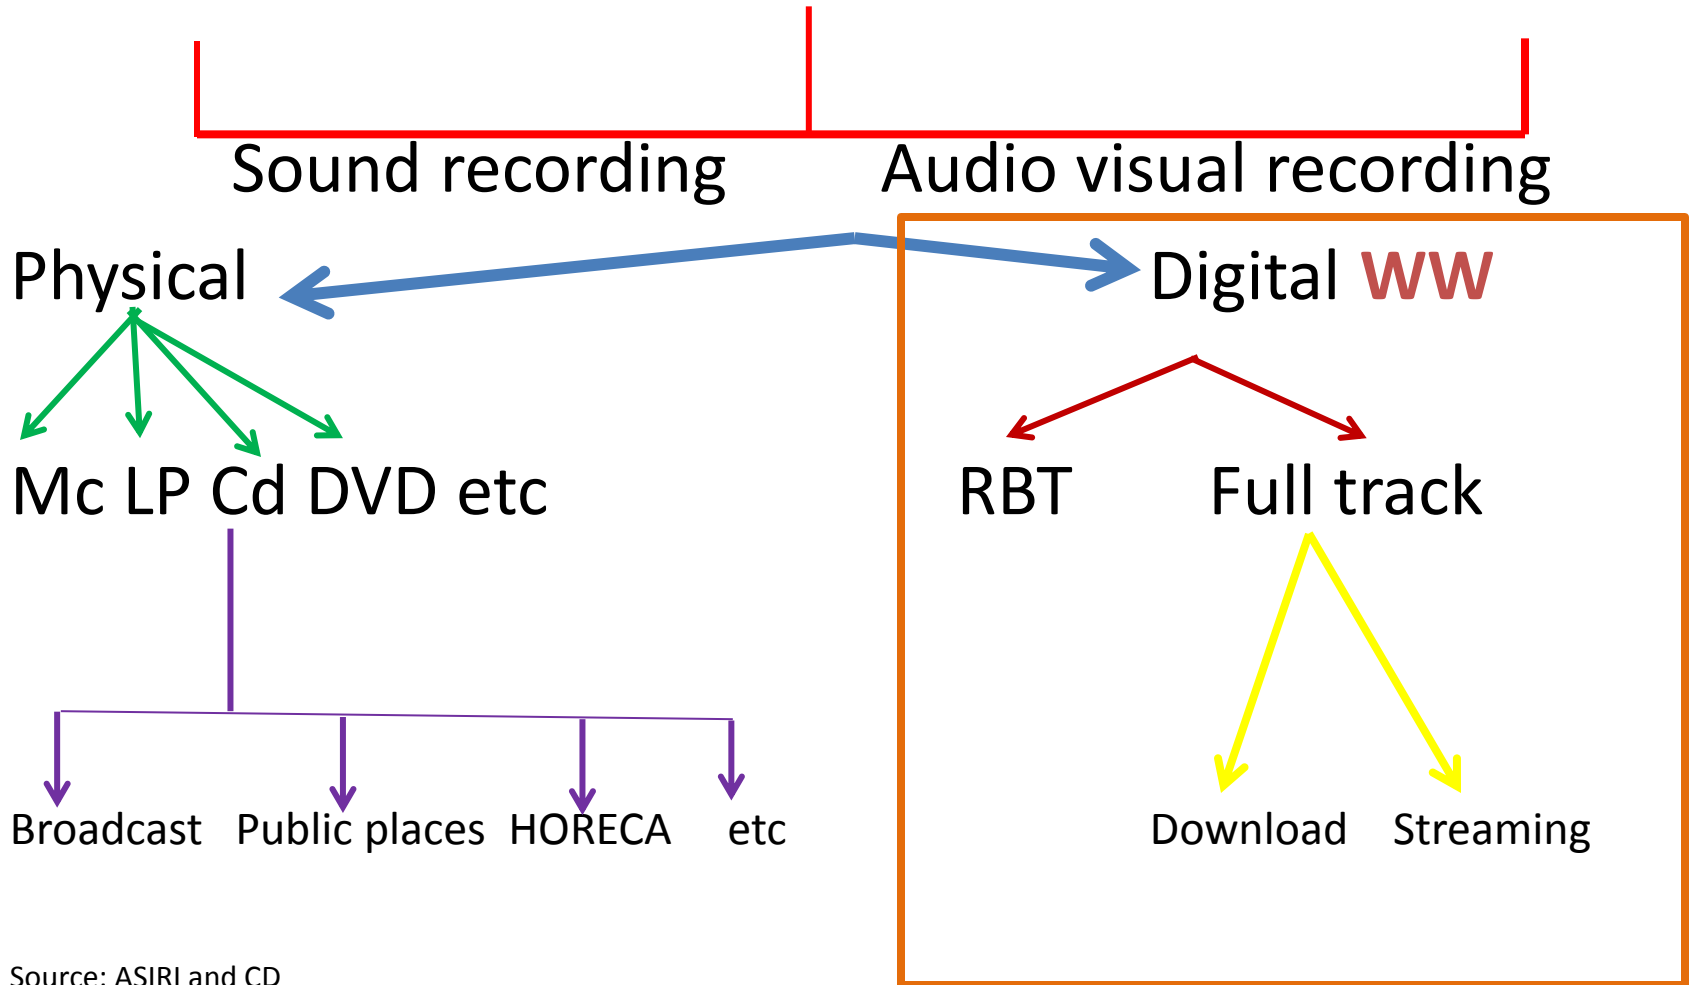 Sound recording Audio visual recording
Physical Digital WW
Mc LP Cd DVD etc RBT Full track
Broadcast Public places HORECA etc Download Streaming
Source: ASIRI and CD